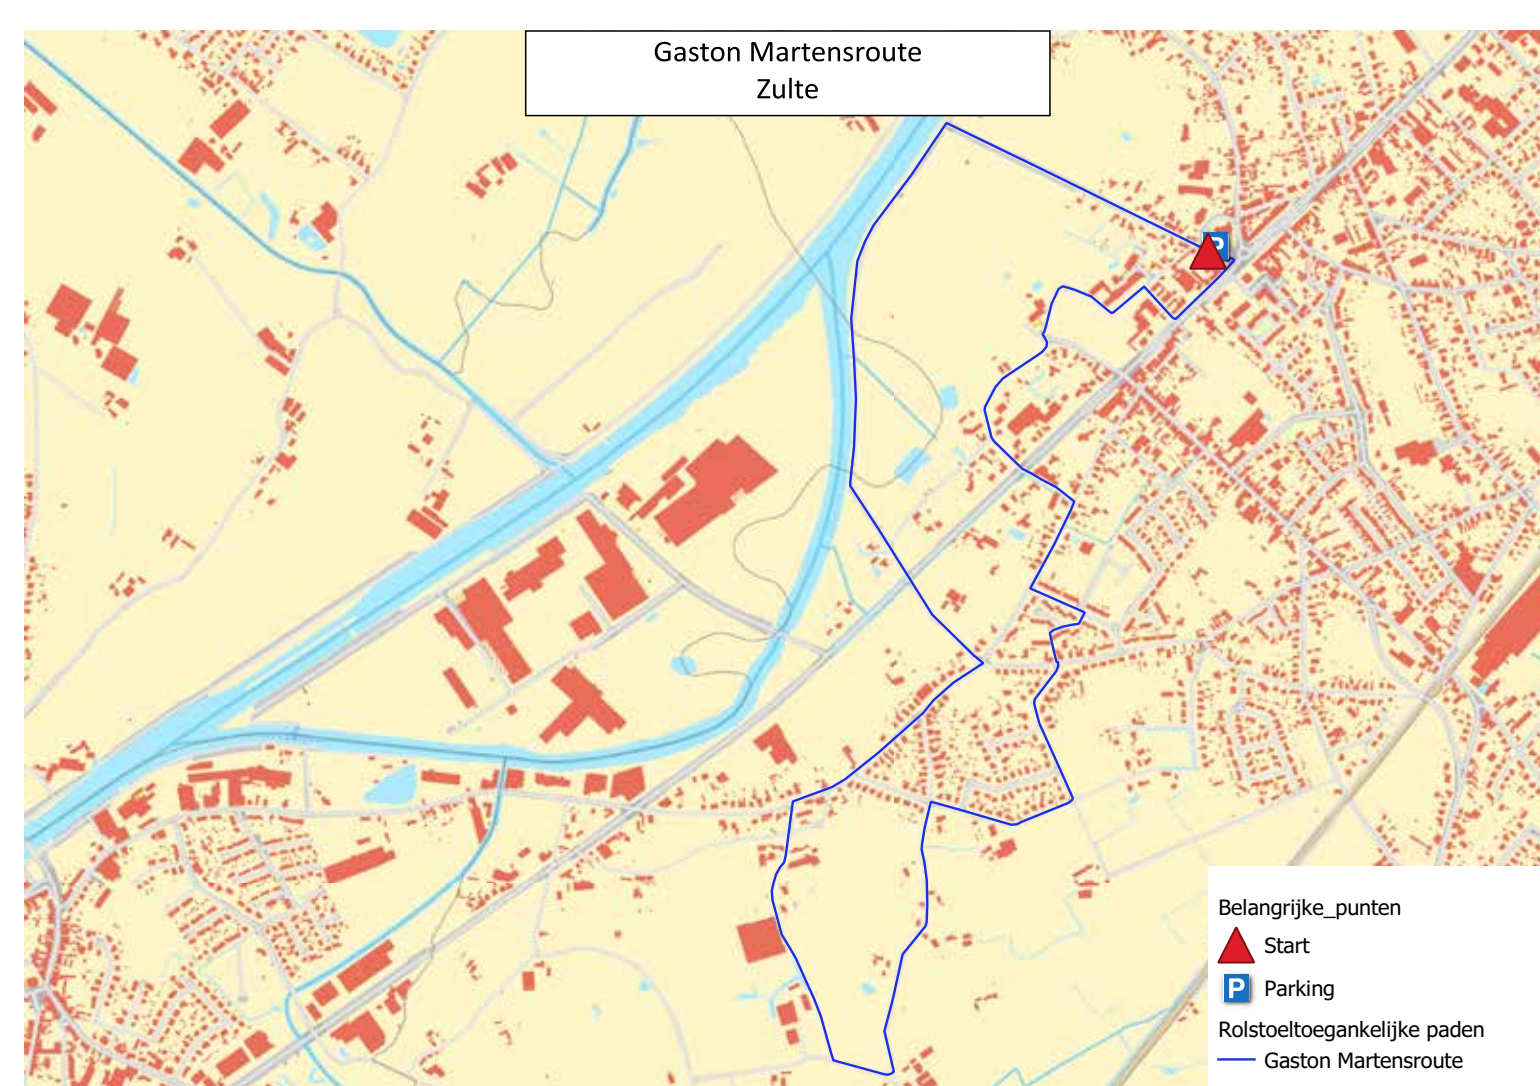 Gaston Martensroute
Zulte
P
Belangrijke_punten
Start
P Parking
Rolstoeltoegankelijke paden
Gaston Martensroute